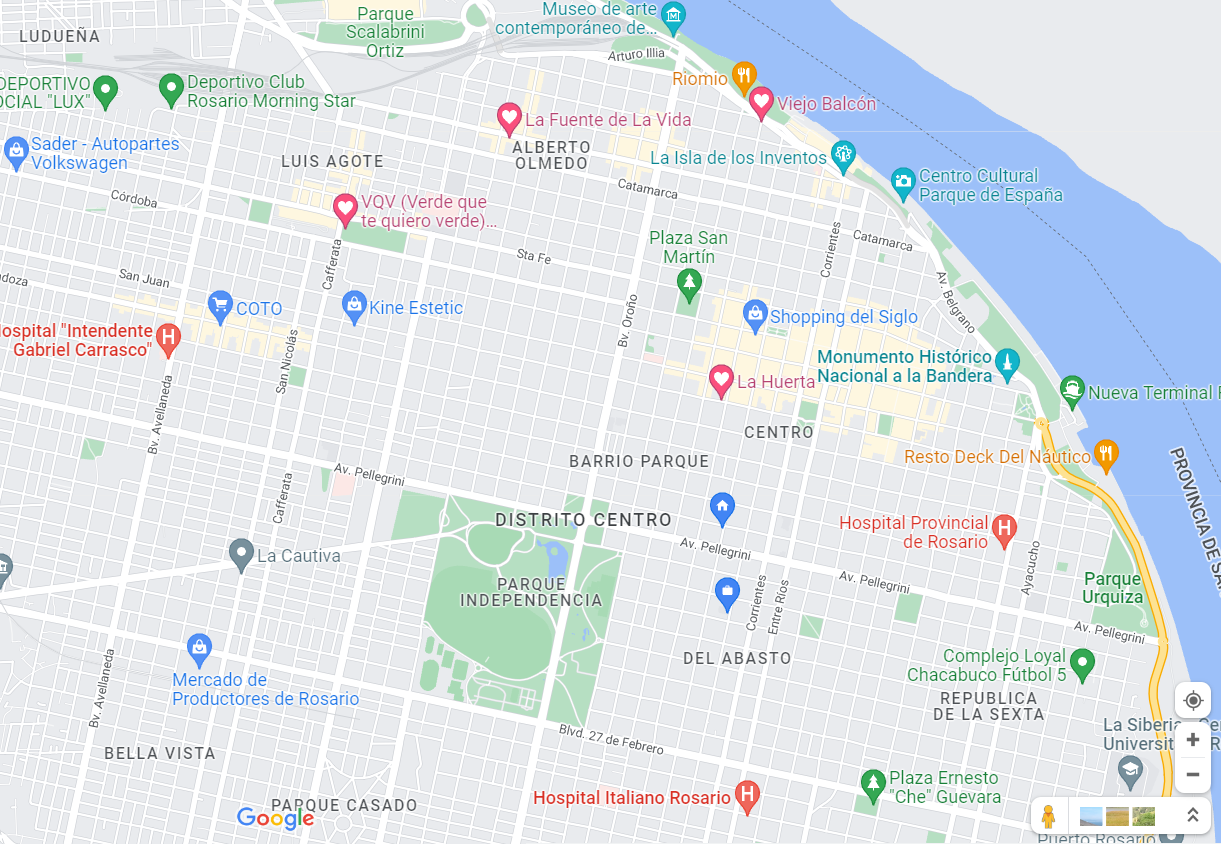 Museo de arte
contemporáneo de...
Parque
Scalabrini
Ortiz
LUDUEÑA
Arturo Illia
Riomio
DEPORTIVO
OCIAL "LUX"
Deportivo Club
Rosario Morning Star
Viejo Balcón
La Fuente de La Vida
Sader - Autopartes
Volkswagen
LUIS AGOTE
ALBERTO
OLMEDO
La Isla de los Inventos
Centro Cultural
Parque de España
Catamarca
Córdoba
VQV (Verde que
te quiero verde)...
Plaza San
Martín
Corrientes
Catamarca
Cafferata
Sta Fe
San Juan
doza
Av. Belgrano
COTO
Kine Estetic
Bv. Oroño
Shopping del Siglo
ospital "Intendente
Gabriel Carrasco"
San Nicolás
Monumento Histórico
Nacional a la Bandera
La Huerta
Nueva Terminal F
Bv. Avellaneda
CENTRO
BARRIO PARQUE
Resto Deck Del Náutico
PROVINCIA DE SA
Av. Pellegrini
Cafferata
DISTRITO CENTRO
Hospital Provincial
de Rosario
La Cautiva
Av. Pellegrini
Ayacucho
Av. Pellegrini
Parque
Urquiza
PARQUE
INDEPENDENCIA
Corrientes
Entre Ríos
Av. Pellegrini
Mercado de
Productores de Rosario
Bv. Avellaneda
DEL ABASTO
Complejo Loyal
Chacabuco Fútbol 5
REPUBLICA
DE LA SEXTA
La Siberia - Cen
Universit
R
Blvd. 27 de Febrero
BELLA VISTA
Plaza Ernesto
"Che" Guevara
Hospital Italiano Rosario
PARQUE CASADO
Google
Puerto Rosario